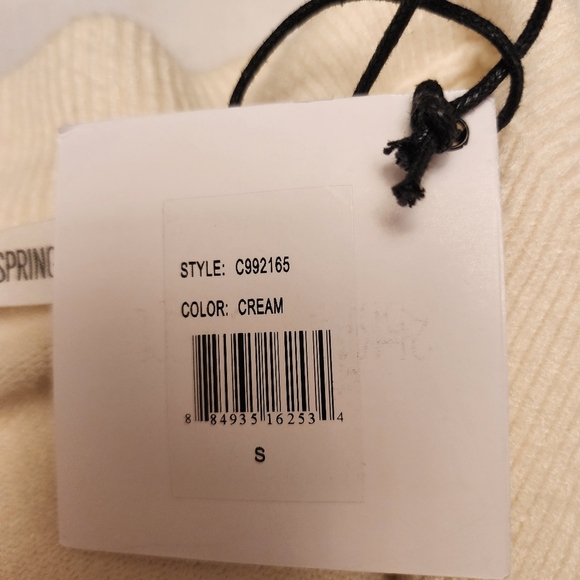 SPRING
STYLE: C992165
COLOR: CREAM
8 84935 16253 4
S